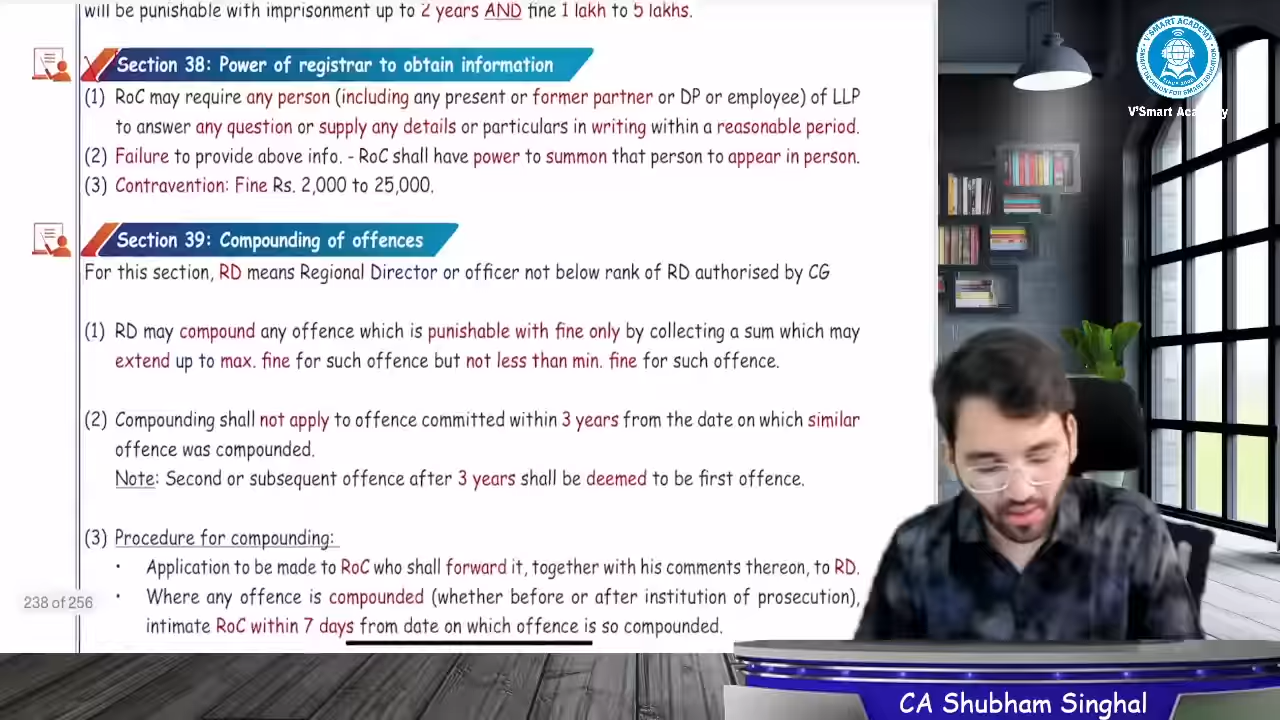 will be punishable with imprisonment up to 2 years AND fine 1 lakh to 5 lakhs.
Section 38: Power of registrar to obtain information
(1) RoC may require any person (including any present or former partner or DP or employee) of LLP
to answer any question or supply any details or particulars in writing within a reasonable period.
(2) Failure to provide above info. - RoC shall have power to summon that person to appear in person.
(3) Contravention: Fine Rs. 2,000 to 25,000.
Section 39: Compounding of offences
For this section, RD means Regional Director or officer not below rank of RD authorised by CG
(1) RD may compound any offence which is punishable with fine only by collecting a sum which may
extend up to max. fine for such offence but not less than min. fine for such offence.
(2) Compounding shall not apply to offence committed within 3 years from the date on which similar
offence was compounded.
Note: Second or subsequent offence after 3 years shall be deemed to be first offence.
(3) Procedure for compounding:
• Application to be made to RoC who shall forward it, together with his comments thereon, to RD.
• Where any offence is compounded (whether before or after institution of prosecution),
intimate RoC within 7 days from date on which offence is so compounded.
238 of 256
V'SMART ACADEMY
SMART DECISION FOR SMART EDUCATION
V'Smart Academy
CA Shubham Singhal